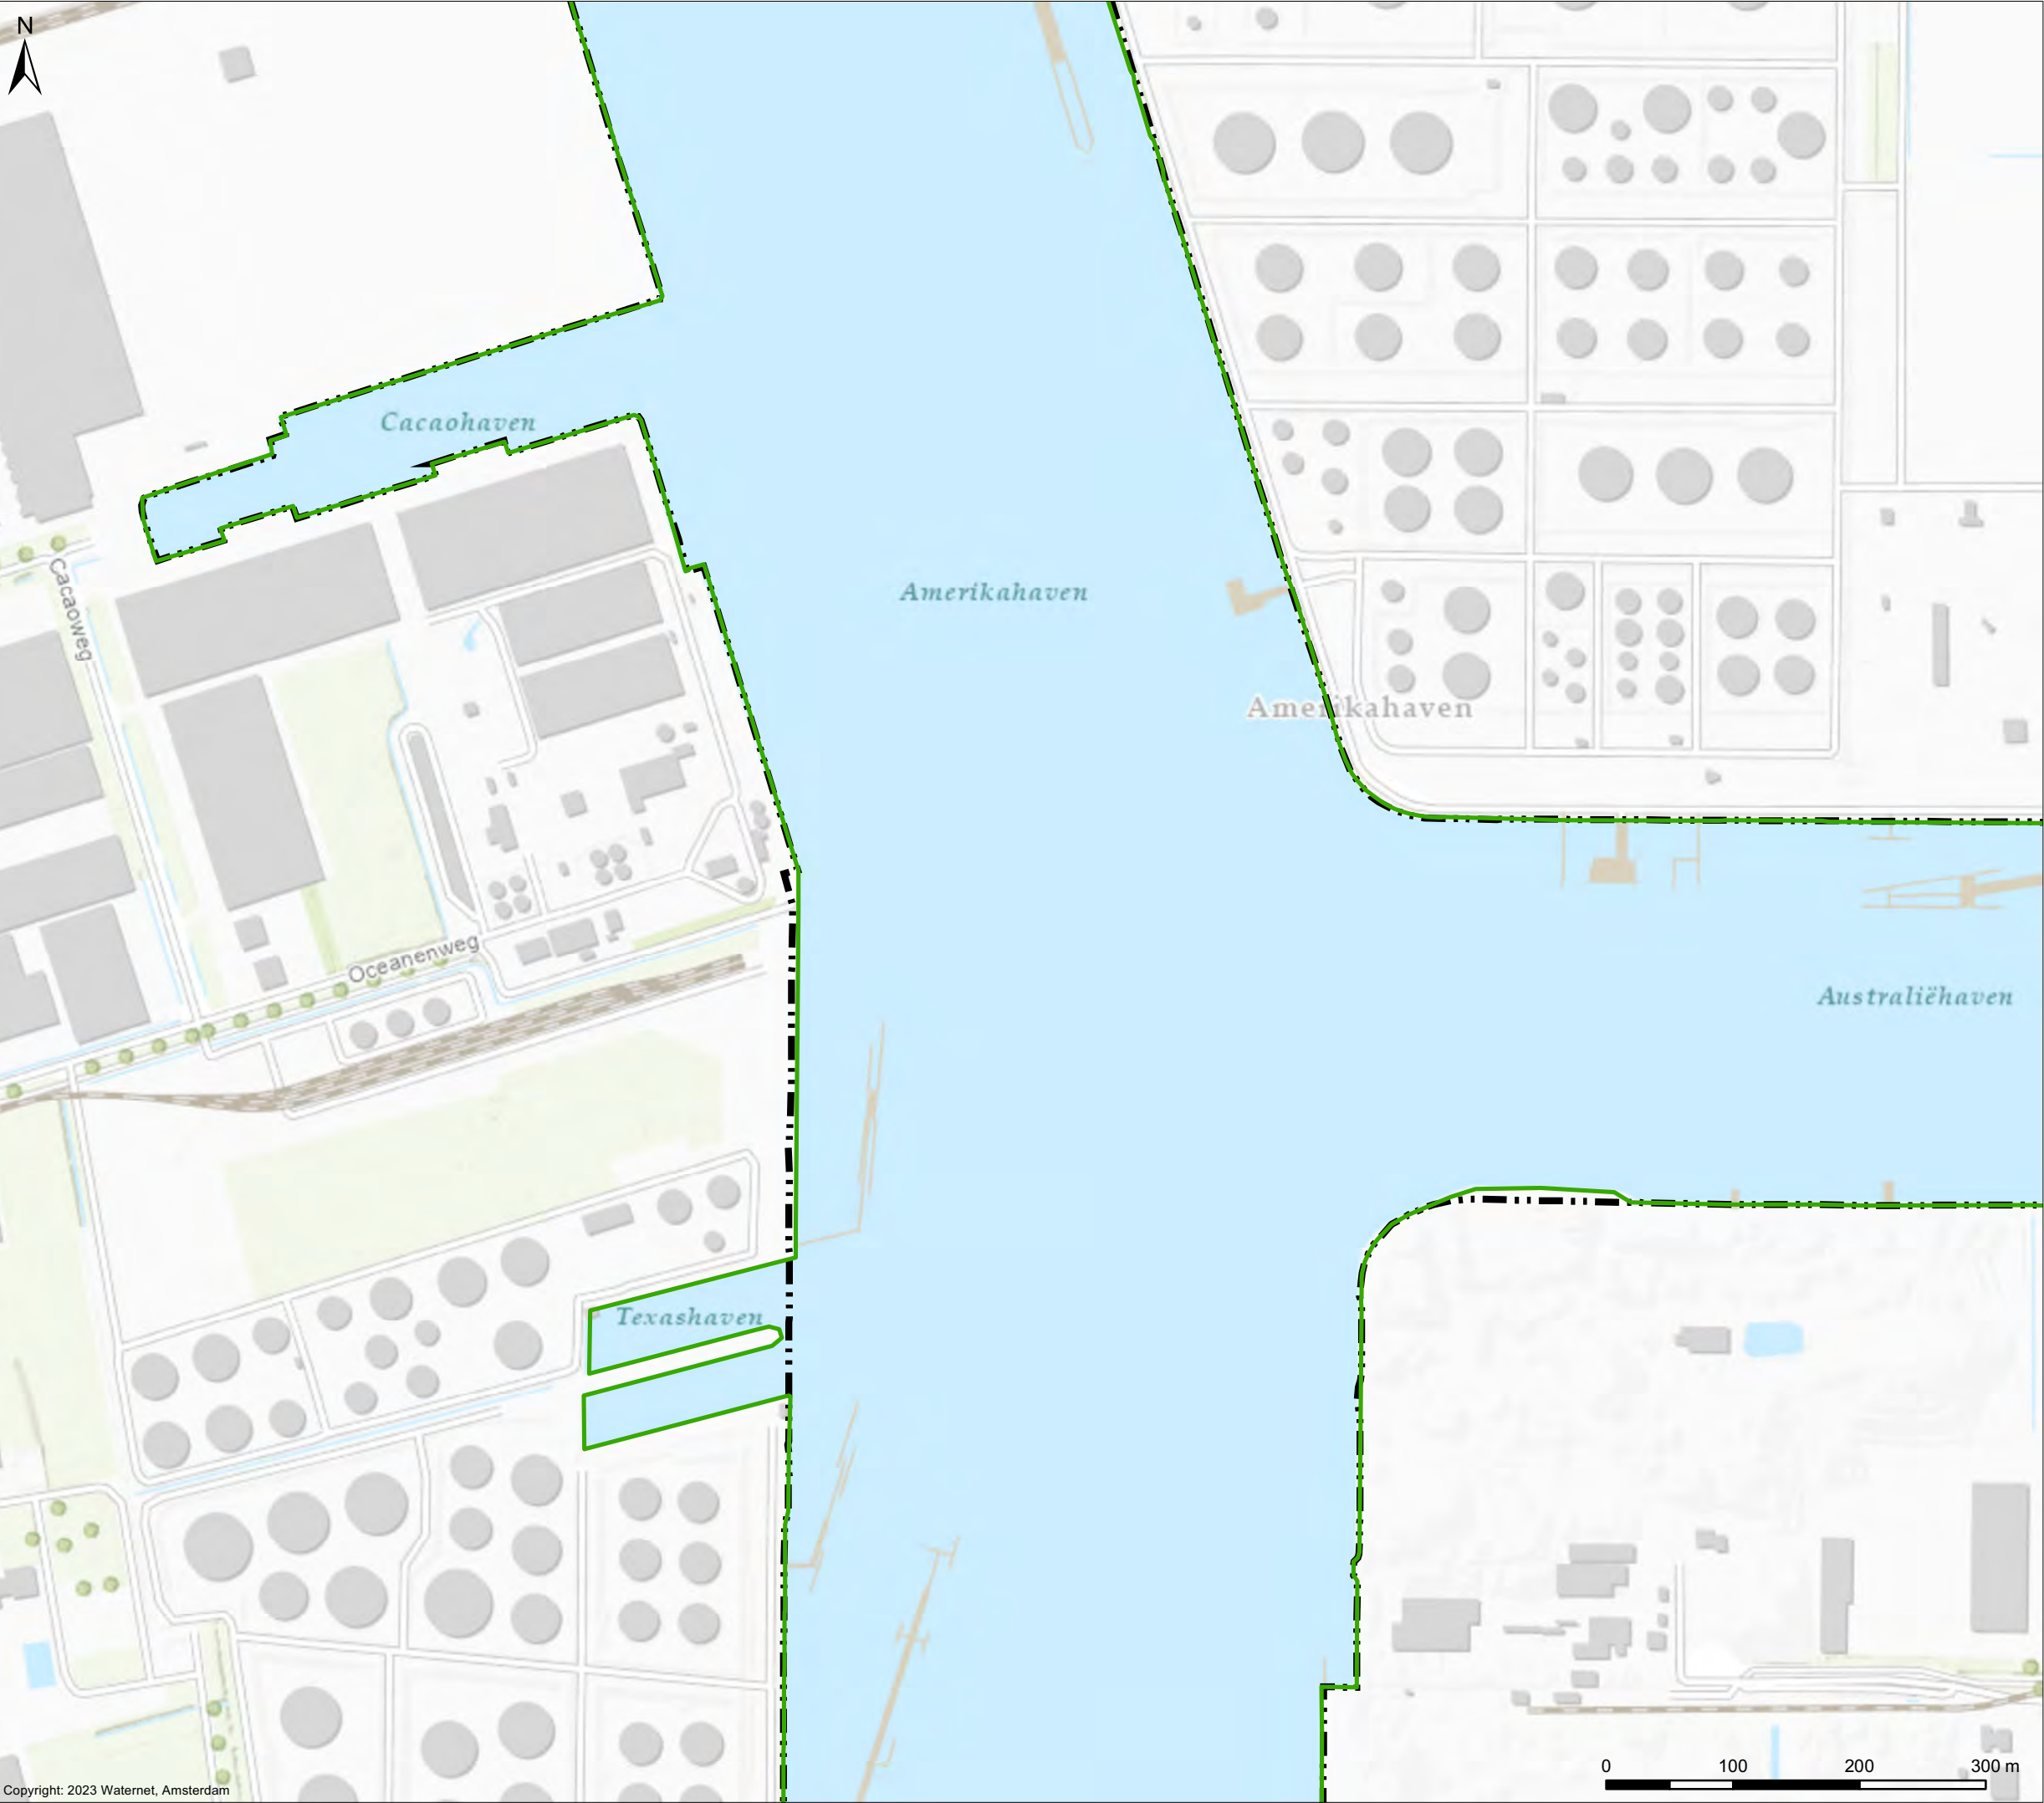 N
Cacaohaven
Cacaoweg
Amerikahaven
Amerikahaven
Oceanenweg
Australiëhaven
Texashaven
0 100 200 300 m
Copyright: 2023 Waternet, Amsterdam